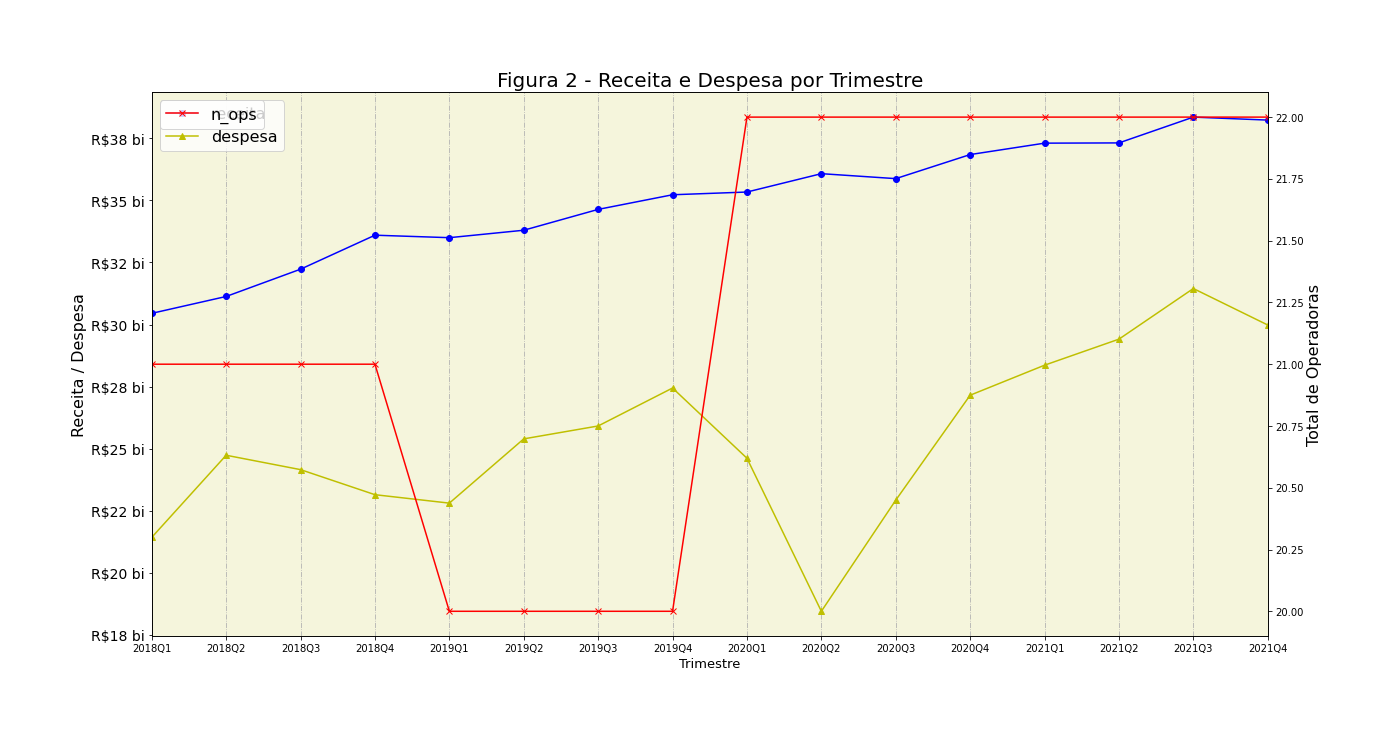 Figura 2 - Receita e Despesa por Trimestre
n_ops
despesa
R$38 bi
R$35 bi
R$32 bi
R$30 bi
R$28 bi
R$25 bi
R$22 bi
R$20 bi
R$18 bi
Receita / Despesa
22.00
21.75
21.50
21.25
21.00
20.75
20.50
20.25
20.00
Total de Operadoras
2018Q1 2018Q2 2018Q3 2018Q4 2019Q1 2019Q2 2019Q3 2019Q4 2020Q1 2020Q2 2020Q3 2020Q4 2021Q1 2021Q2 2021Q3 2021Q4
Trimestre